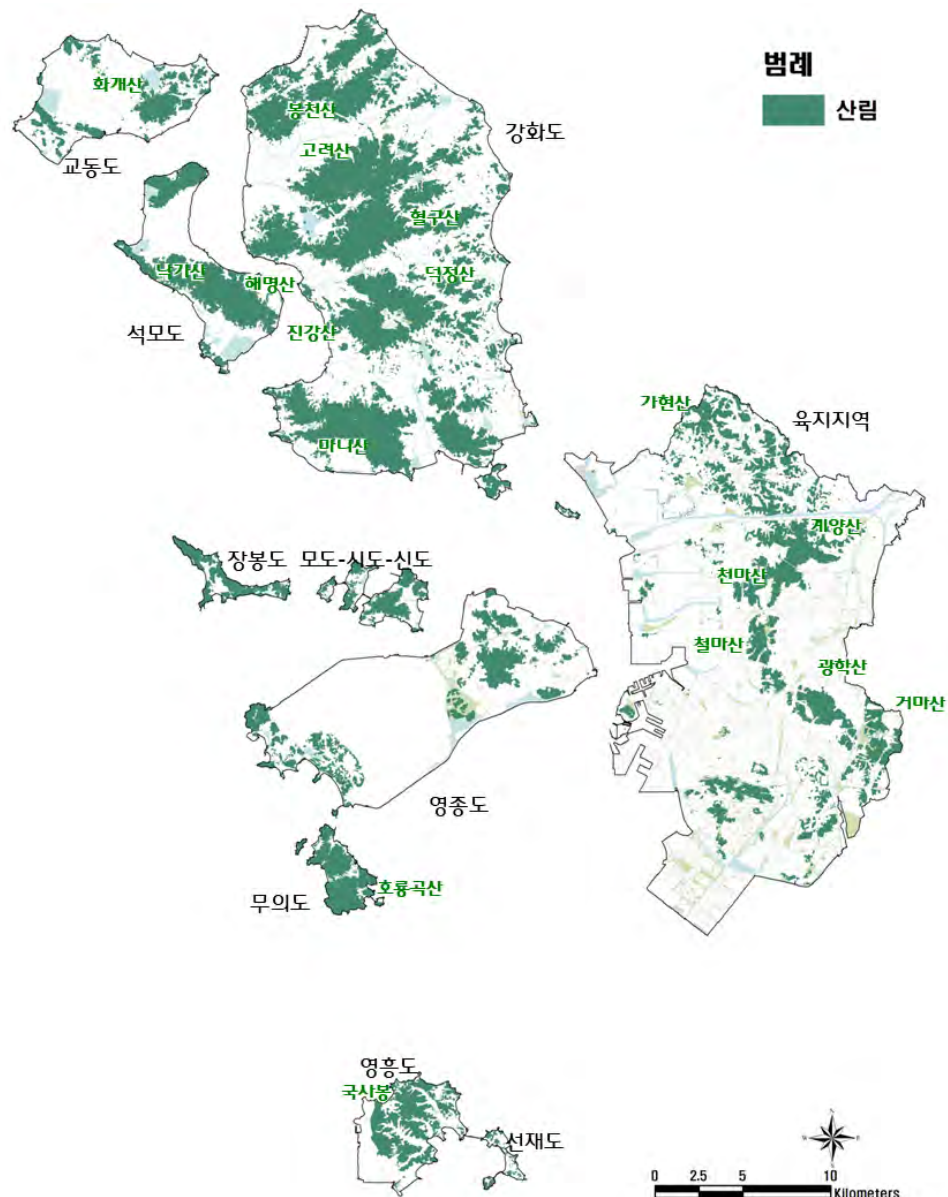 범례
산림
화개산
봉천산
강화도
고려산
교동도
혈구산
낙가산
해명산
덕정산
석모도
진강산
가현산
육지지역
마니산
계양산
장봉도
모도-시도-신도
천마산
철마산
광학산
거마산
영종도
호룡곡산
무의도
영흥도
국사봉
선재도
N
0 2.5 5 10
Kilometers